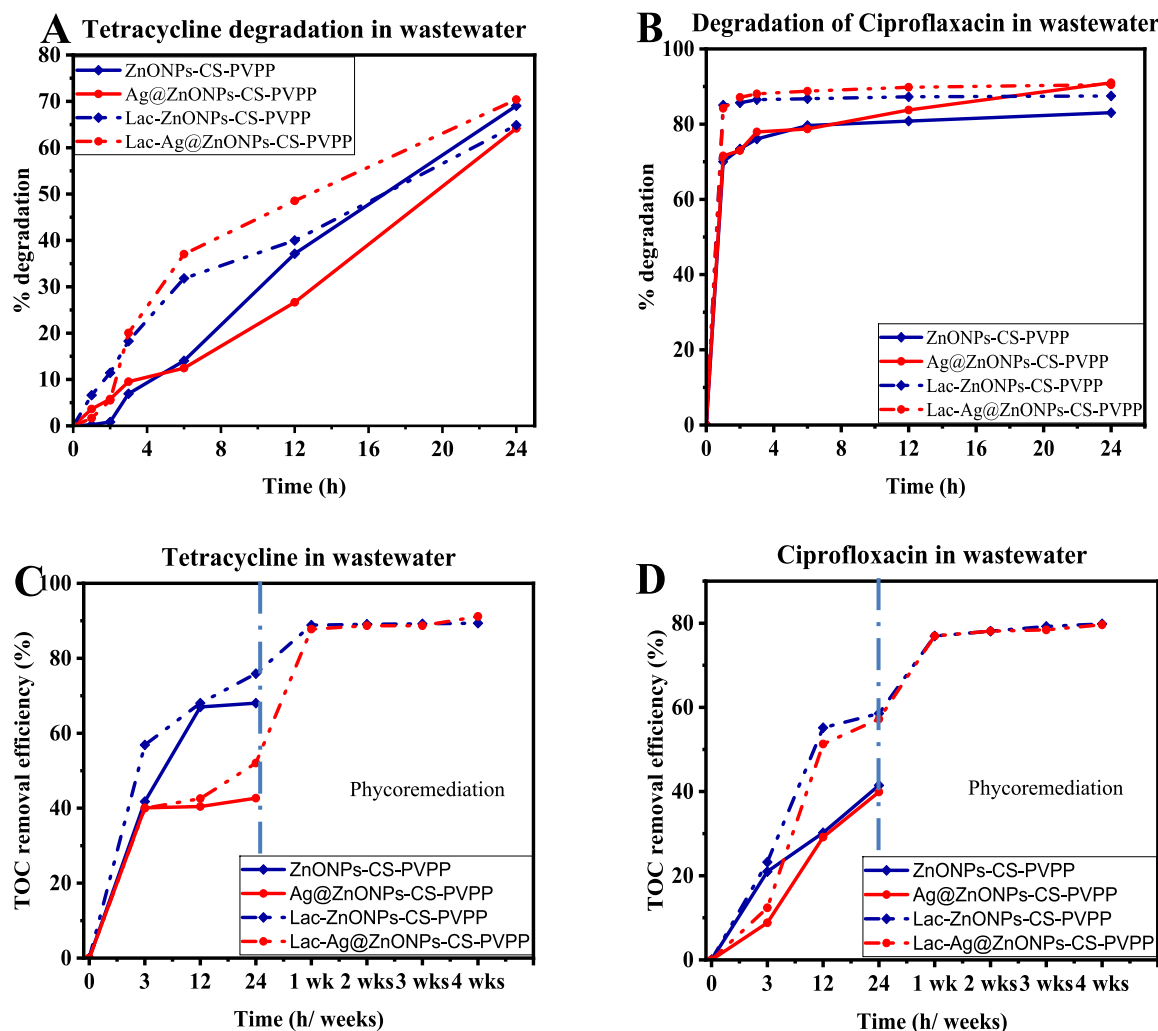 A
Tetracycline degradation in wastewater
80
70
60
50
40
30
20
10
0
% degradation
ZnONPs-CS-PVPP
Ag@ZnONPs-CS-PVPP
Lac-ZnONPs-CS-PVPP
Lac-Ag@ZnONPs-CS-PVPP
0 4 8 12 16 20 24
Time (h)
B
Degradation of Ciproflaxacin in wastewater
100
80
60
40
20
0
% degradation
ZnONPs-CS-PVPP
Ag@ZnONPs-CS-PVPP
Lac-ZnONPs-CS-PVPP
Lac-Ag@ZnONPs-CS-PVPP
0 4 8 12 16 20 24
Time (h)
C
Tetracycline in wastewater
100
80
60
40
20
0
TOC removal efficiency (%)
Phycoremediation
ZnONPs-CS-PVPP
Ag@ZnONPs-CS-PVPP
Lac-ZnONPs-CS-PVPP
Lac-Ag@ZnONPs-CS-PVPP
0 3 12 24 1 wk 2 wks 3 wks 4 wks
Time (h/ weeks)
D
Ciprofloxacin in wastewater
80
60
40
20
0
TOC removal efficiency (%)
Phycoremediation
ZnONPs-CS-PVPP
Ag@ZnONPs-CS-PVPP
Lac-ZnONPs-CS-PVPP
Lac-Ag@ZnONPs-CS-PVPP
0 3 12 24 1 wk 2 wks 3 wks 4 wks
Time (h/ weeks)